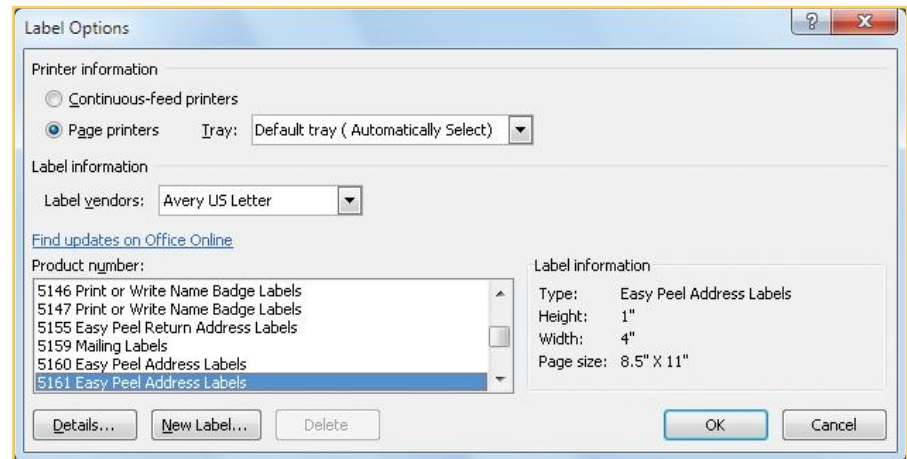 Label Options
Printer information
Continuous-feed printers
Page printers Tray: Default tray ( Automatically Select)
Label information
Label vendors: Avery US Letter
Find updates on Office Online
Product number:
5146 Print or Write Name Badge Labels
5147 Print or Write Name Badge Labels
5155 Easy Peel Return Address Labels
5159 Mailing Labels
5160 Easy Peel Address Labels
5161 Easy Peel Address Labels
Label information
Type: Easy Peel Address Labels
Height: 1"
Width: 4"
Page size: 8.5" X 11"
Details... New Label... Delete OK Cancel